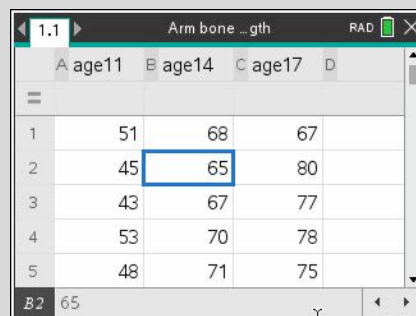 1.1 Arm bone ...gth RAD
A age11 B age14 C age17 D
=
1 51 68 67
2 45 65 80
3 43 67 77
4 53 70 78
5 48 71 75
B2 65